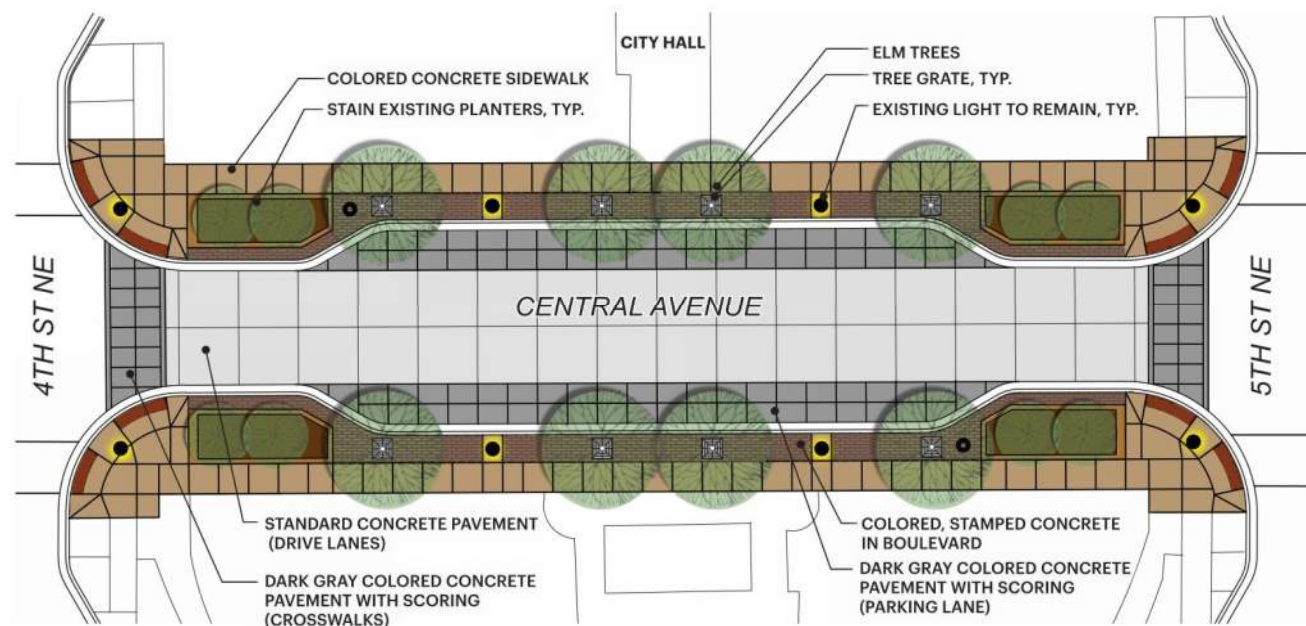 CITY HALL
ELM TREES
COLORED CONCRETE SIDEWALK
TREE GRATE, TYP.
STAIN EXISTING PLANTERS, TYP.
EXISTING LIGHT TO REMAIN, TYP.
4TH ST NE
CENTRAL AVENUE
5TH ST NE
STANDARD CONCRETE PAVEMENT
(DRIVE LANES)
DARK GRAY COLORED CONCRETE
PAVEMENT WITH SCORING
(CROSSWALKS)
COLORED, STAMPED CONCRETE
IN BOULEVARD
DARK GRAY COLORED CONCRETE
PAVEMENT WITH SCORING
(PARKING LANE)